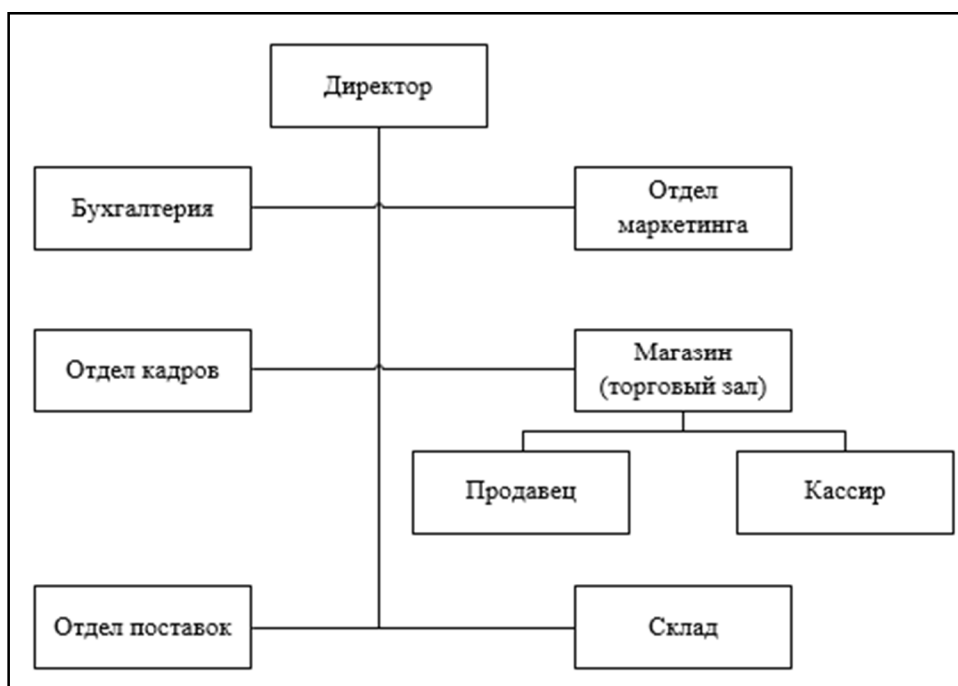 Директор
Бухгалтерия
Отдел
маркетинга
Отдел кадров
Магазин
(торговый зал)
Продавец
Кассир
Отдел поставок
Склад